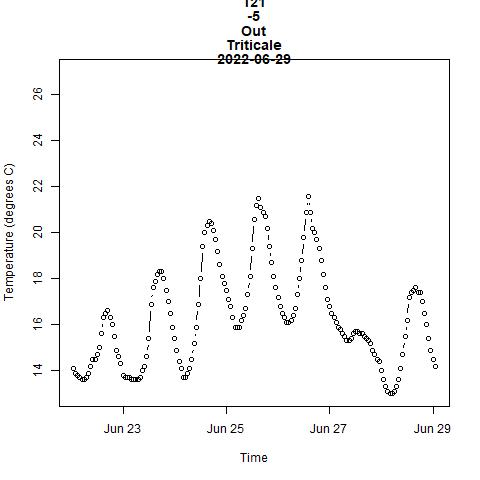 121
-5
Out
Triticale
2022-06-29
Temperature (degrees C)
26
24
22
20
18
16
14
Jun 23
Jun 25
Jun 27
Jun 29
Time